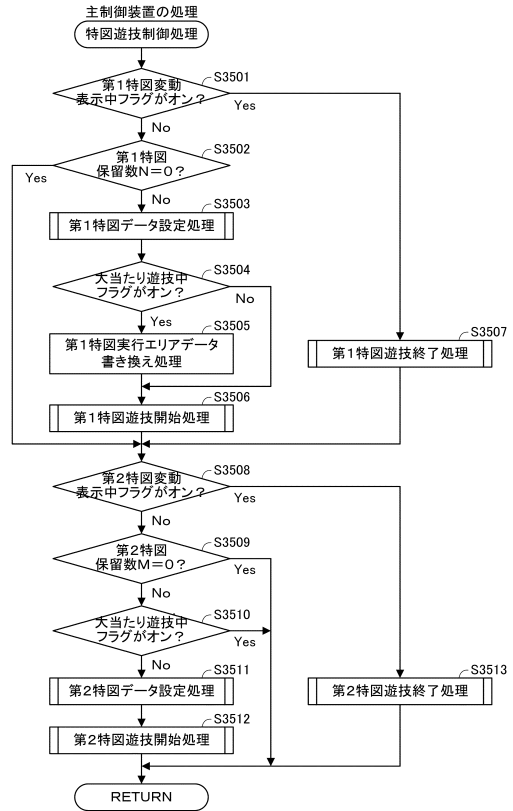 主制御装置の処理
特図遊技制御処理
S3501
第1特図変動
表示中フラグがオン？
Yes
No
S3502
第1特図
保留数N＝0？
Yes
No
S3503
第1特図データ設定処理
S3504
大当たり遊技中
フラグがオン？
No
Yes
S3505
第1特図実行エリアデータ
書き換え処理
S3507
第1特図遊技終了処理
S3506
第1特図遊技開始処理
S3508
第2特図変動
表示中フラグがオン？
Yes
No
S3509
第2特図
保留数M＝0？
Yes
No
S3510
大当たり遊技中
フラグがオン？
Yes
No
S3511
第2特図データ設定処理
S3513
第2特図遊技終了処理
S3512
第2特図遊技開始処理
RETURN